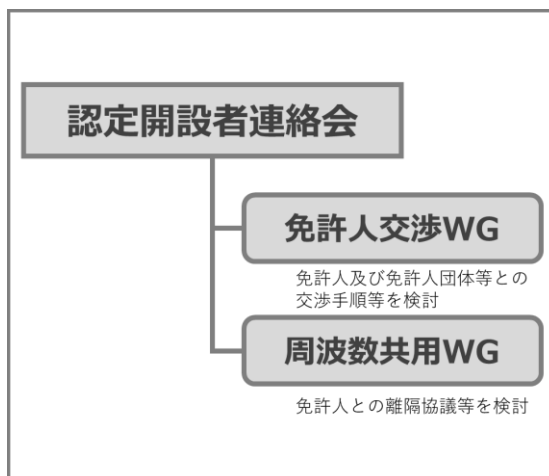 認定開設者連絡会
免許人交渉WG
免許人及び免許人団体等との
交渉手順等を検討
周波数共用WG
免許人との離隔協議等を検討